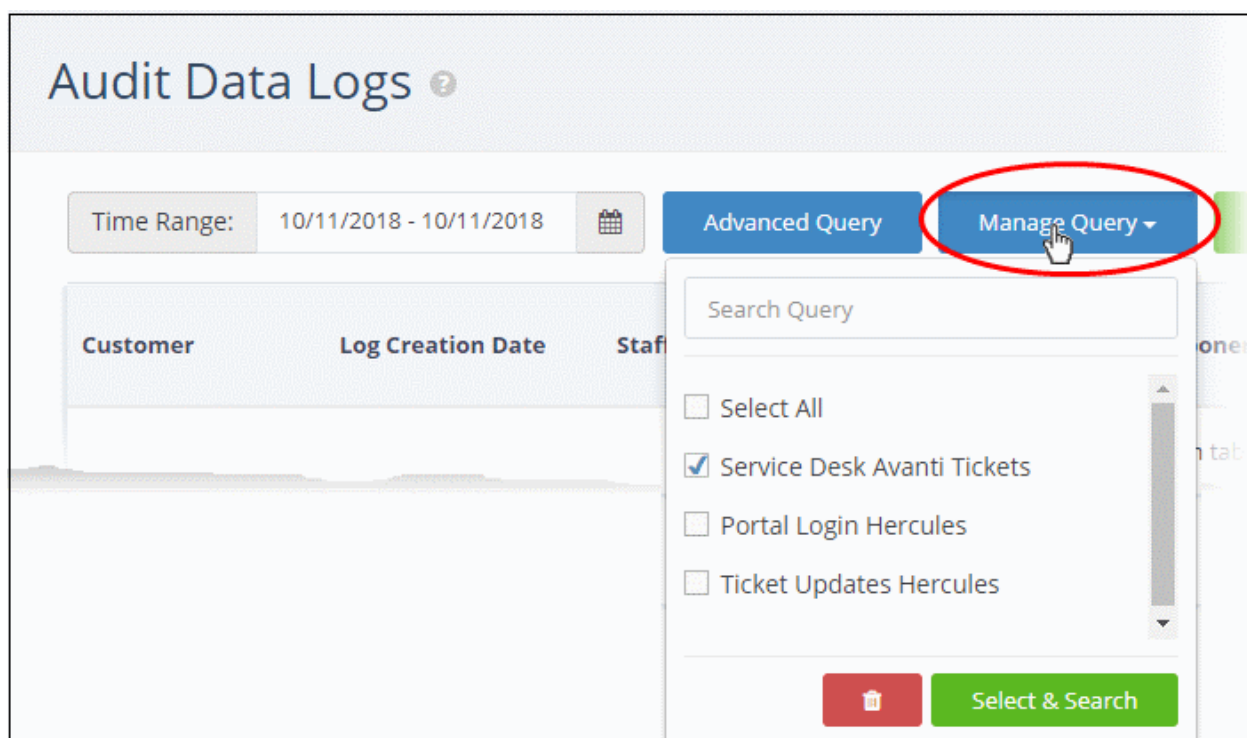 Audit Data Logs
Time Range: 10/11/2018 - 10/11/2018 Advanced Query Manage Query
Search Query
Customer Log Creation Date
Select All
Service Desk Avanti Tickets
Portal Login Hercules
Ticket Updates Hercules
Select & Search